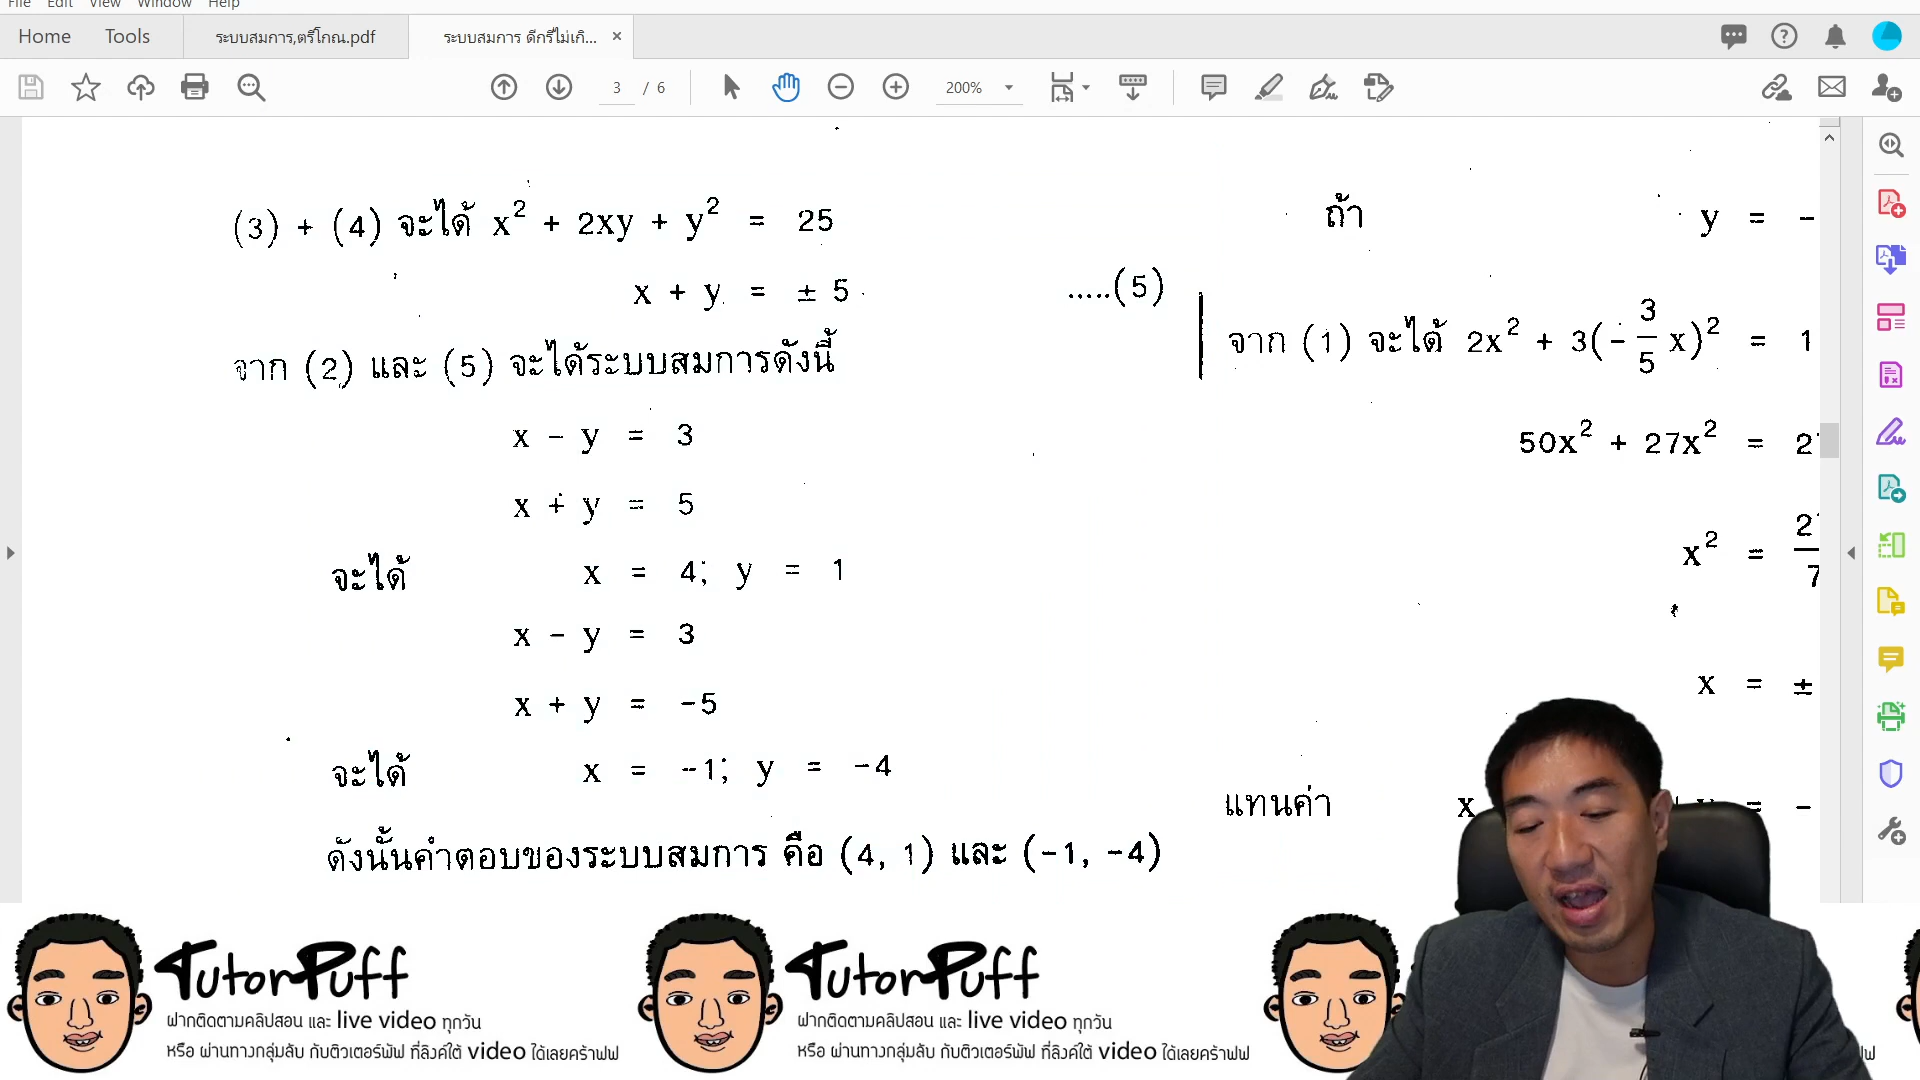 File Edit View Window Help
Home Tools ระบบสมการ,ตรีโกณ.pdf ระบบสมการ ดีกรีไม่เกิ... ×
3 / 6 200%
(3) + (4) จะได้ x² + 2xy + y² = 25
x + y = ± 5 .....(5)
จาก (2) และ (5) จะได้ระบบสมการดังนี้
x - y = 3
x + y = 5
จะได้ x = 4; y = 1
x - y = 3
x + y = -5
จะได้ x = -1; y = -4
ดังนั้นคำตอบของระบบสมการ คือ (4, 1) และ (-1, -4)
ถ้า y = -
จาก (1) จะได้ 2x² + 3(-3/5 x)² = 1
50x² + 27x² = 2
x² = 2/7
x = ±
แทนค่า x = -
TutorPuff
ฝากติดตามคลิปสอน และ live video ทุกวัน
หรือ ผ่านทางกลุ่มลับ กับติวเตอร์พัฟ ที่ลิงค์ใต้ video ได้เลยคร้าฟฟ
TutorPuff
ฝากติดตามคลิปสอน และ live video ทุกวัน
หรือ ผ่านทางกลุ่มลับ กับติวเตอร์พัฟ ที่ลิงค์ใต้ video ได้เลยคร้าฟฟ